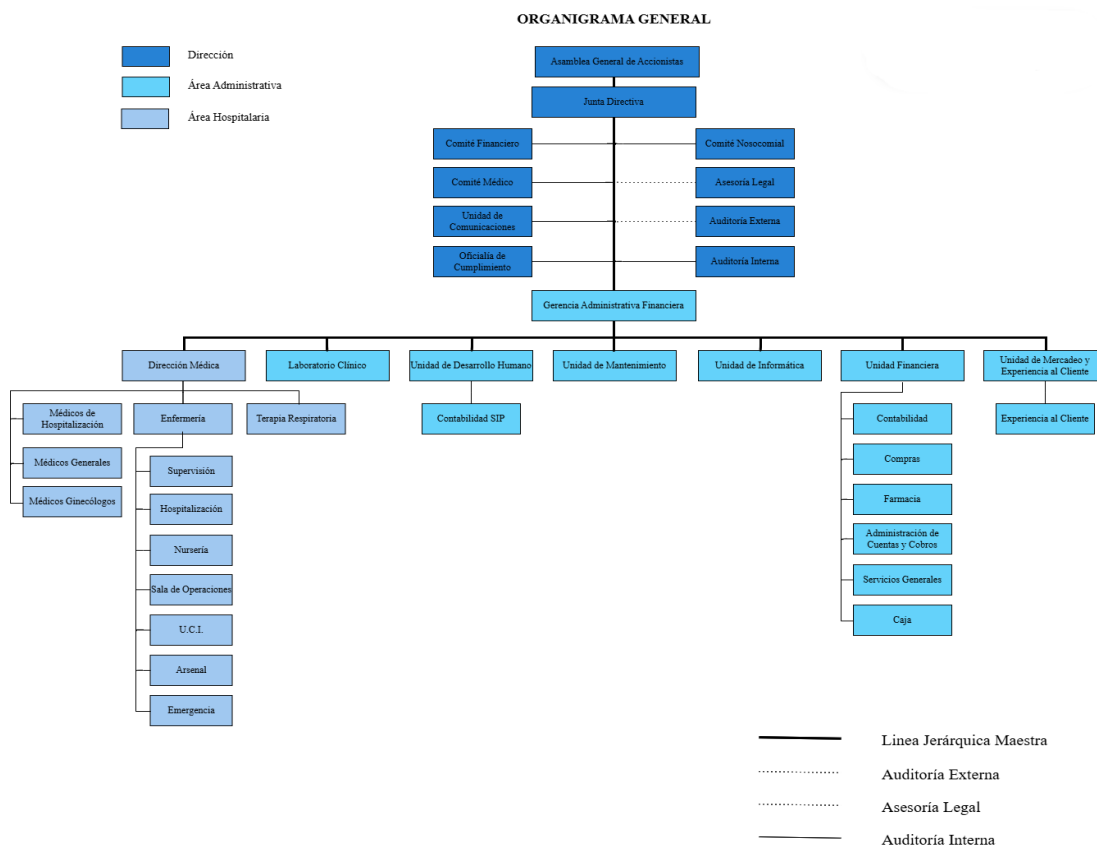 ORGANIGRAMA GENERAL
Dirección
Área Administrativa
Área Hospitalaria
Asamblea General de Accionistas
Junta Directiva
Comité Financiero
Comité Nosocomial
Comité Médico
Asesoría Legal
Unidad de
Comunicaciones
Auditoría Externa
Oficialía de
Cumplimiento
Auditoría Interna
Gerencia Administrativa Financiera
Dirección Médica
Laboratorio Clínico
Unidad de Desarrollo Humano
Unidad de Mantenimiento
Unidad de Informática
Unidad Financiera
Unidad de Mercadeo y
Experiencia al Cliente
Médicos de
Hospitalización
Enfermería
Terapia Respiratoria
Contabilidad SIP
Contabilidad
Experiencia al Cliente
Médicos Generales
Médicos Ginecólogos
Supervisión
Hospitalización
Nursería
Sala de Operaciones
U.C.I.
Arsenal
Emergencia
Compras
Farmacia
Administración de
Cuentas y Cobros
Servicios Generales
Caja
Linea Jerárquica Maestra
Auditoría Externa
Asesoría Legal
Auditoría Interna